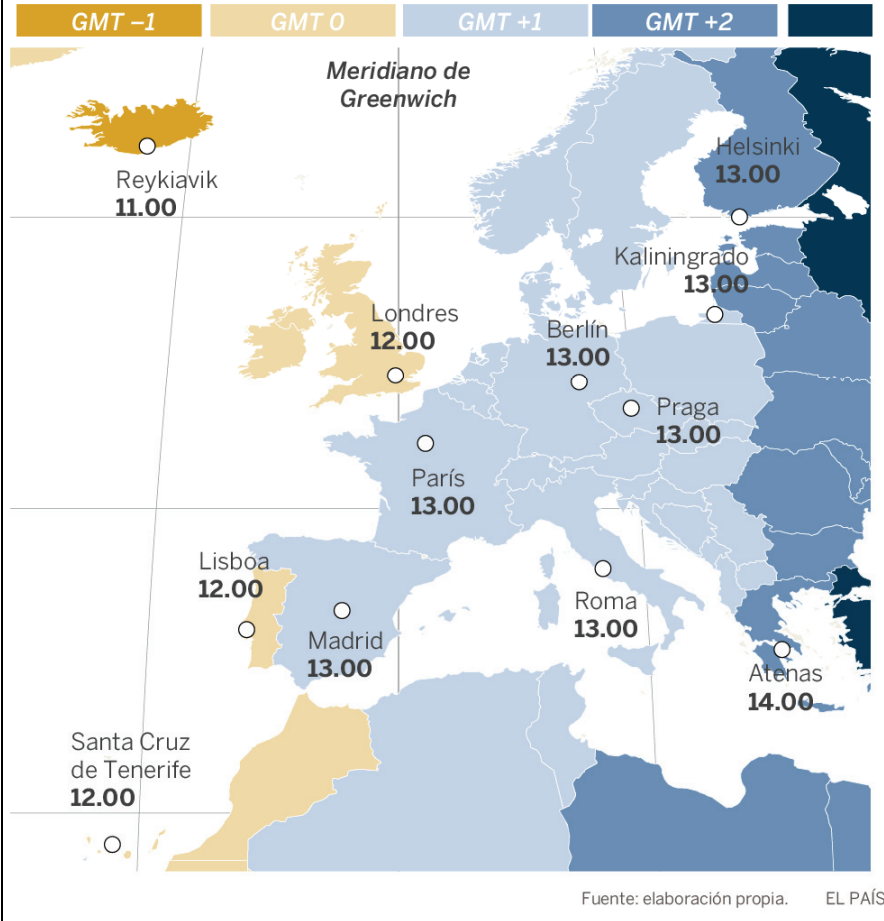 GMT –1
GMT 0
GMT +1
GMT +2
Meridiano de
Greenwich
Reykiavik
11.00
Helsinki
13.00
Kaliningrado
13.00
Londres
12.00
Berlín
13.00
Praga
13.00
París
13.00
Lisboa
12.00
Madrid
13.00
Roma
13.00
Atenas
14.00
Santa Cruz
de Tenerife
12.00
Fuente: elaboración propia.
EL PAÍS